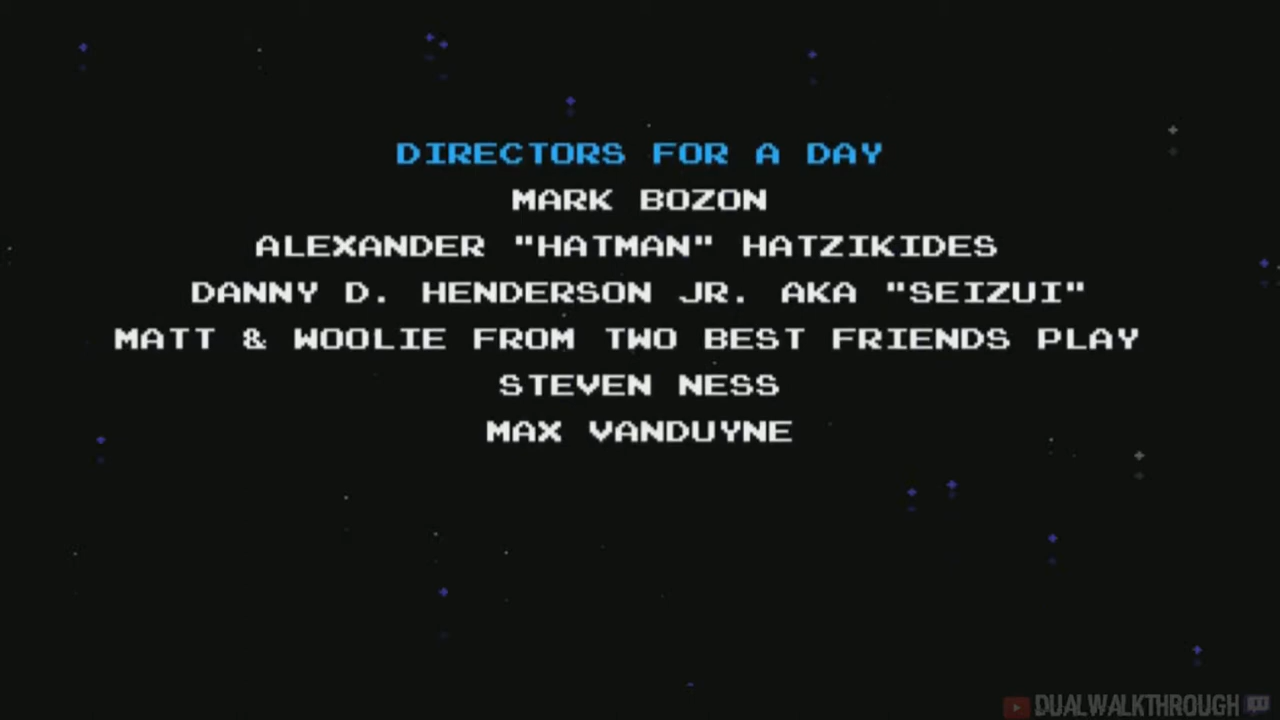 DIRECTORS FOR A DAY
MARK BOZON
ALEXANDER "HATMAN" HATZIKIDES
DANNY D. HENDERSON JR. AKA "SEIZUI"
MATT & WOOLIE FROM TWO BEST FRIENDS PLAY
STEVEN NESS
MAX VANDUYNE
DUALWALKTHROUGH